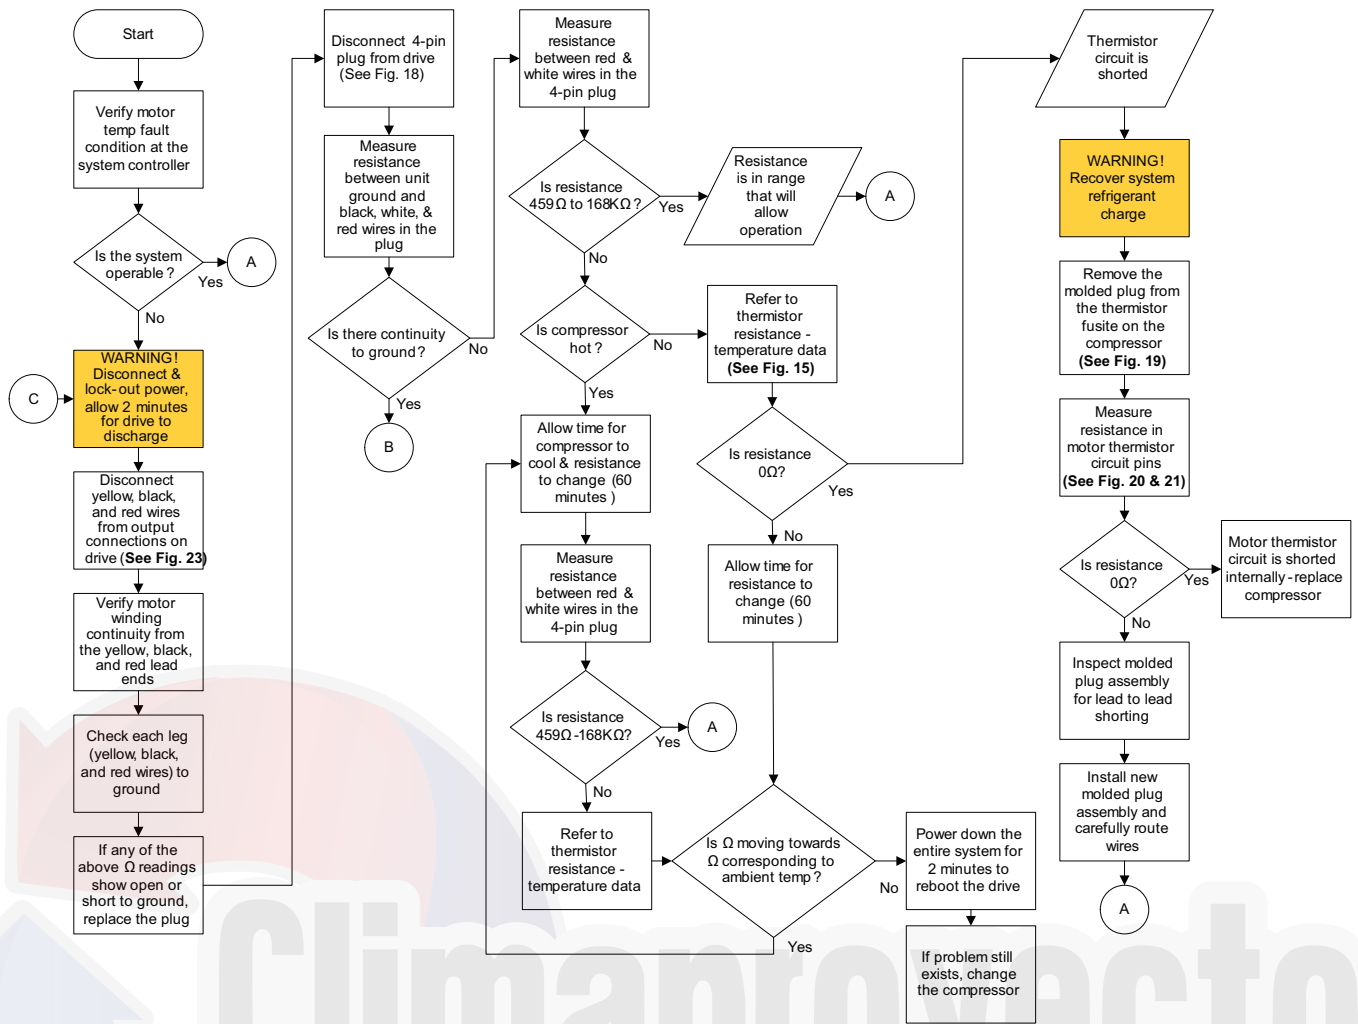 Start
Verify motor
temp fault
condition at the
system controller
Is the system
operable ?
Yes
A
No
WARNING!
Disconnect &
lock-out power,
allow 2 minutes
for drive to
discharge
C
Disconnect
yellow, black,
and red wires
from output
connections on
drive (See Fig. 23)
Verify motor
winding
continuity from
the yellow, black,
and red lead
ends
Check each leg
(yellow, black,
and red wires) to
ground
If any of the
above Ω readings
show open or
short to ground,
replace the plug
Disconnect 4-pin
plug from drive
(See Fig. 18)
Measure
resistance
between unit
ground and
black, white, &
red wires in the
plug
Is there continuity
to ground ?
No
Yes
B
Measure
resistance
between red &
white wires in the
4-pin plug
Is resistance
459Ω to 168KΩ ?
Yes
Resistance
is in range
that will
allow
operation
A
No
Is compressor
hot ?
No
Yes
Refer to
thermistor
resistance -
temperature data
(See Fig. 15)
Allow time for
compressor to
cool & resistance
to change (60
minutes )
Measure
resistance
between red &
white wires in the
4-pin plug
Is resistance
459Ω -168KΩ?
Yes
A
No
Refer to
thermistor
resistance -
temperature data
Is resistance
0Ω?
Yes
No
Allow time for
resistance to
change (60
minutes )
Is Ω moving towards
Ω corresponding to
ambient temp ?
No
Yes
Power down the
entire system for
2 minutes to
reboot the drive
If problem still
exists, change
the compressor
Thermistor
circuit is
shorted
WARNING!
Recover system
refrigerant
charge
Remove the
molded plug from
the thermistor
fusite on the
compressor
(See Fig. 19)
Measure
resistance in
motor thermistor
circuit pins
(See Fig. 20 & 21)
Is resistance
0Ω?
Yes
Motor thermistor
circuit is shorted
internally - replace
compressor
No
Inspect molded
plug assembly
for lead to lead
shorting
Install new
molded plug
assembly and
carefully route
wires
A
Climaproyecto